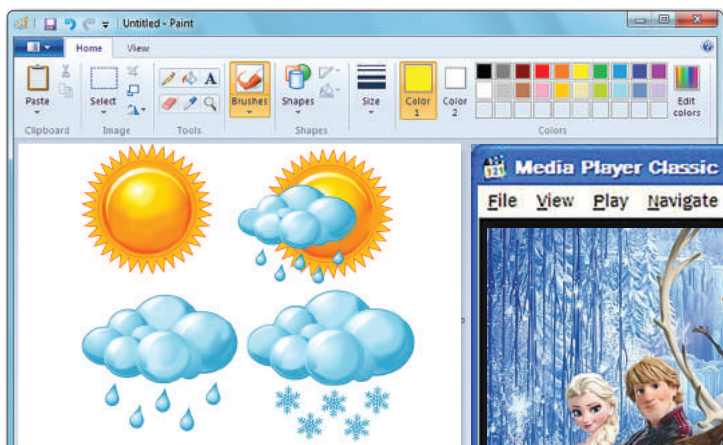 Untitled - Paint
Home View
Paste
Select
Brushes
Shapes
Size
Color 1
Color 2
Edit colors
Clipboard
Image
Tools
Shapes
Colors
A
Media Player Classic
321
File View Play Navigate